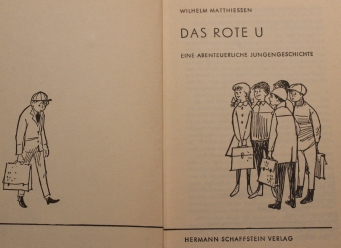 WILHELM MATTHIESSEN
DAS ROTE U
EINE ABENTEUERLICHE JUNGENGESCHICHTE
HERMANN SCHAFFSTEIN VERLAG